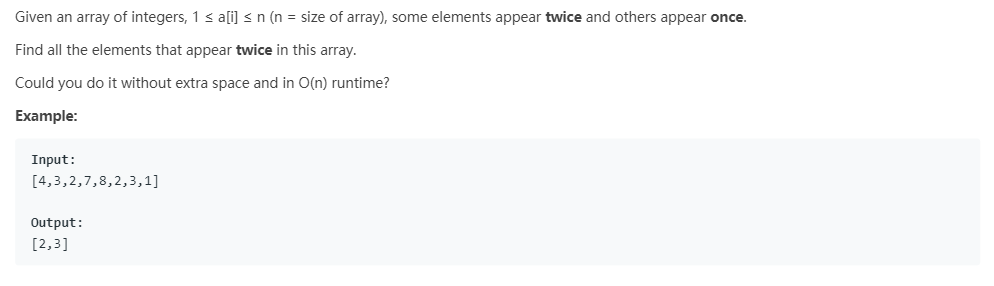 Given an array of integers, 1 ≤ a[i] ≤ n (n = size of array), some elements appear twice and others appear once.
Find all the elements that appear twice in this array.
Could you do it without extra space and in O(n) runtime?
Example:
Input:
[4,3,2,7,8,2,3,1]
Output:
[2,3]